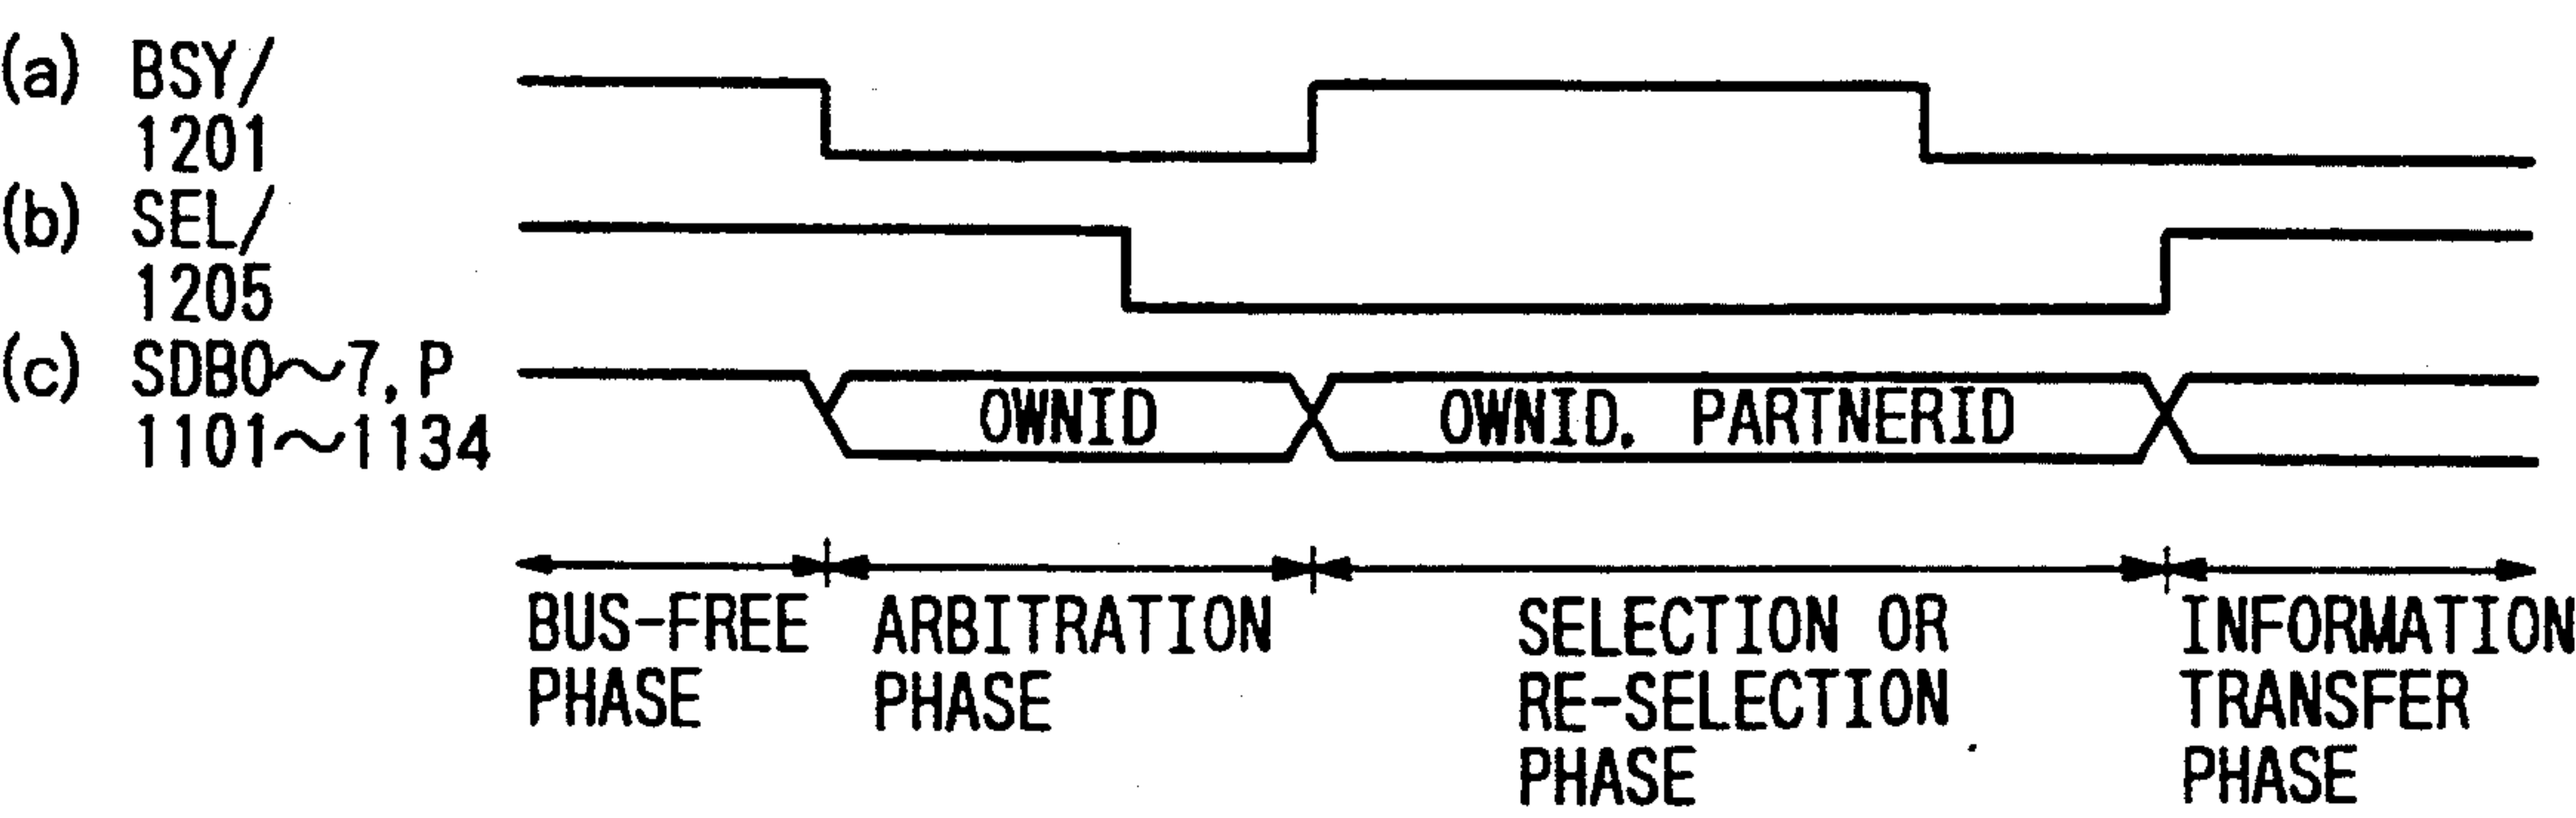 (a) BSY/
1201
(b) SEL/
1205
(c) SDB0～7, P
1101～1134
OWNID
OWNID. PARTNERID
BUS-FREE
PHASE
ARBITRATION
PHASE
SELECTION OR
RE-SELECTION
PHASE
INFORMATION
TRANSFER
PHASE